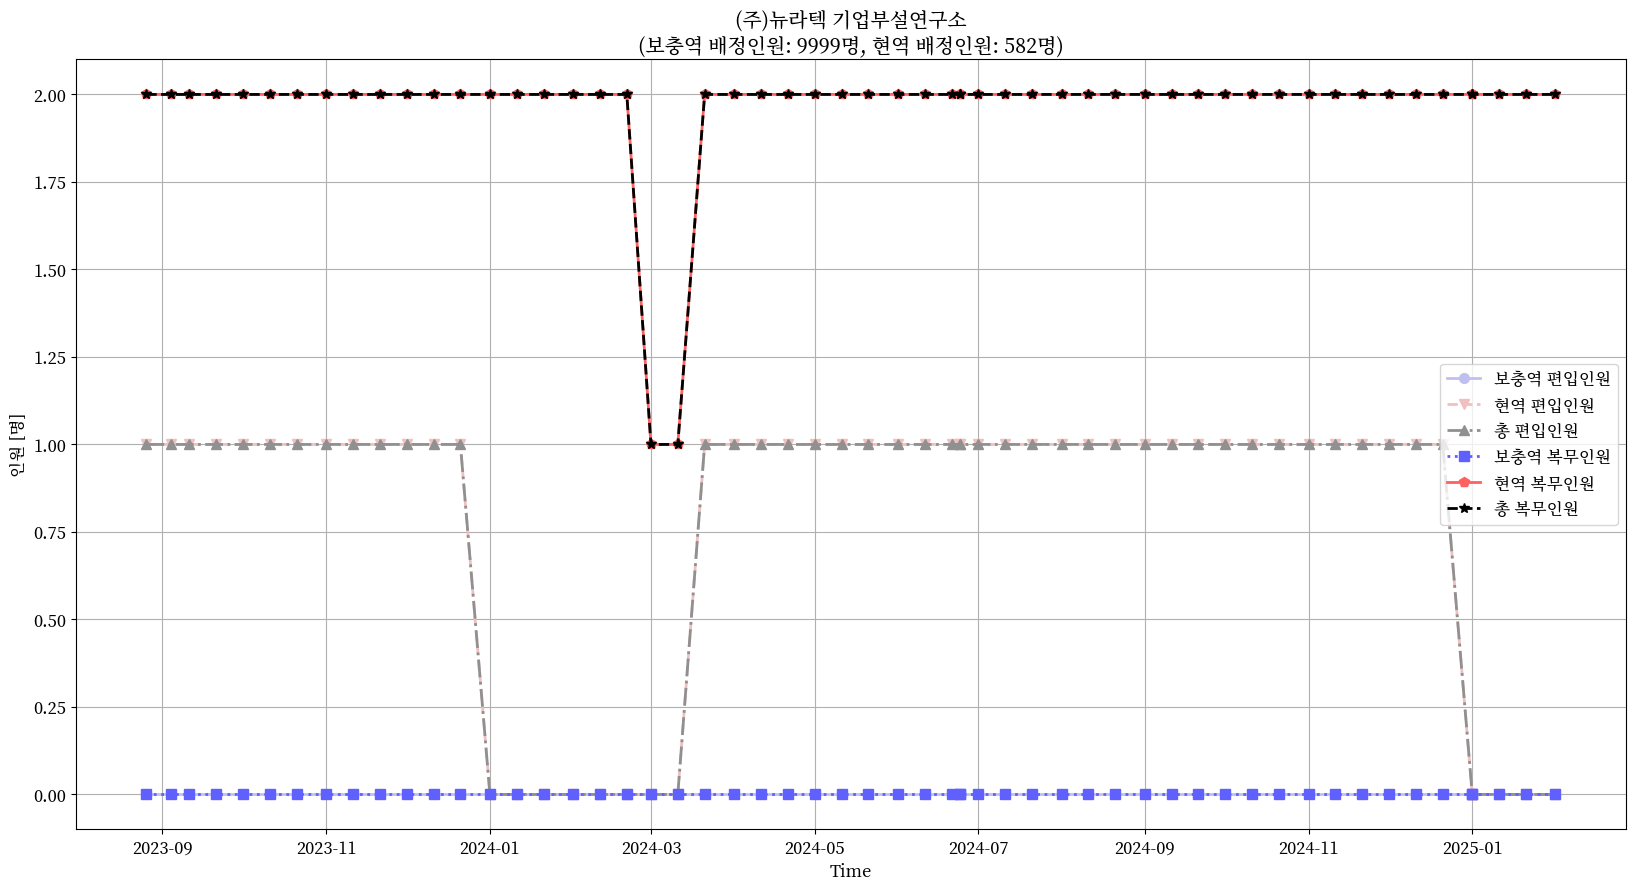 (주)뉴라텍 기업부설연구소
(보충역 배정인원: 9999명, 현역 배정인원: 582명)
2.00
1.75
1.50
1.25
1.00
0.75
0.50
0.25
0.00
인원 [명]
보충역 편입인원
현역 편입인원
총 편입인원
보충역 복무인원
현역 복무인원
총 복무인원
2023-09
2023-11
2024-01
2024-03
2024-05
2024-07
2024-09
2024-11
2025-01
Time